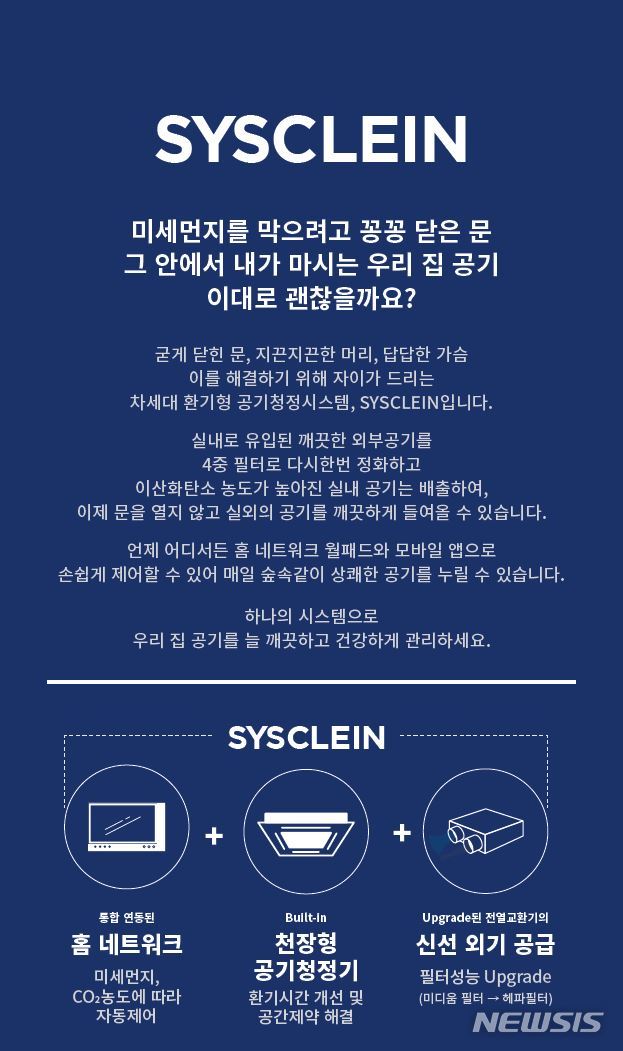 SYSCLEIN
미세먼지를 막으려고 꽁꽁 닫은 문
그 안에서 내가 마시는 우리 집 공기
이대로 괜찮을까요?
굳게 닫힌 문, 지끈지끈한 머리, 답답한 가슴
이를 해결하기 위해 자이가 드리는
차세대 환기형 공기청정시스템, SYSCLEIN입니다.
실내로 유입된 깨끗한 외부공기를
4중 필터로 다시한번 정화하고
이산화탄소 농도가 높아진 실내 공기는 배출하여,
이제 문을 열지 않고 실외의 공기를 깨끗하게 들여올 수 있습니다.
언제 어디서든 홈 네트워크 월패드와 모바일 앱으로
손쉽게 제어할 수 있어 매일 숲속같이 상쾌한 공기를 누릴 수 있습니다.
하나의 시스템으로
우리 집 공기를 늘 깨끗하고 건강하게 관리하세요.
SYSCLEIN
+
+
통합 연동된
홈 네트워크
미세먼지,
CO₂농도에 따라
자동제어
Built-In
천장형
공기청정기
환기시간 개선 및
공간제약 해결
Upgrade된 전열교환기의
신선 외기 공급
필터성능 Upgrade
(미디움 필터 → 헤파필터)
NEWSIS